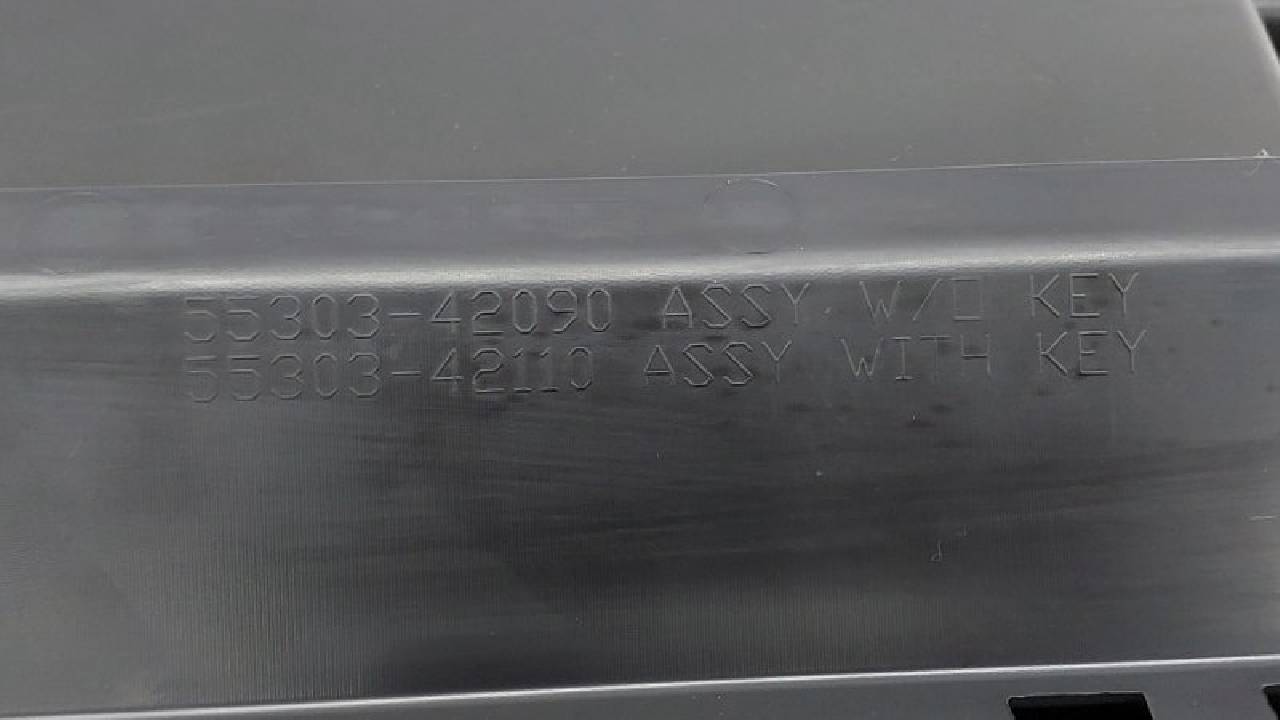 55303-42090 ASSY W/O KEY
55303-42110 ASSY WITH KEY